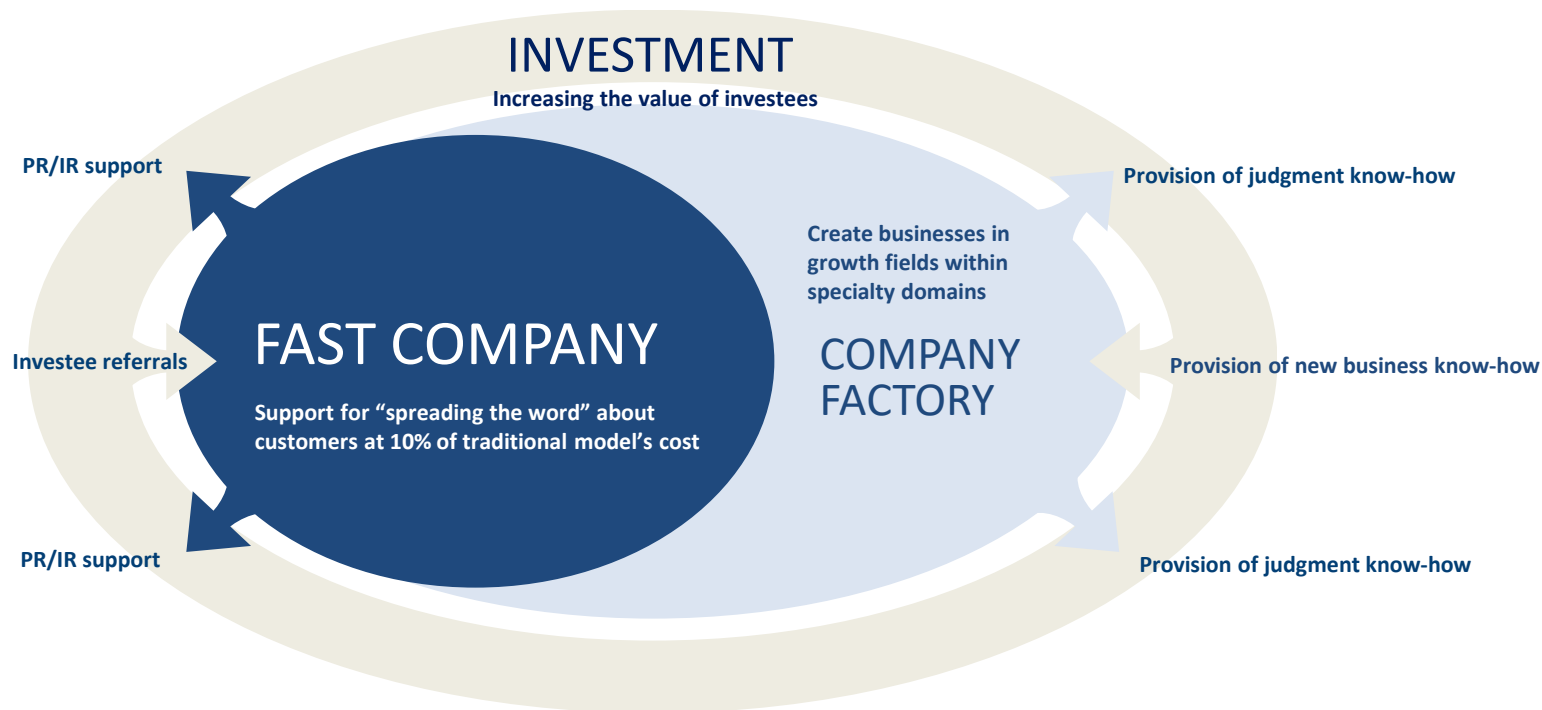 INVESTMENT
Increasing the value of investees
PR/IR support
Provision of judgment know-how
Create businesses in
growth fields within
specialty domains
FAST COMPANY
COMPANY
FACTORY
Investee referrals
Provision of new business know-how
Support for “spreading the word” about
customers at 10% of traditional model’s cost
PR/IR support
Provision of judgment know-how